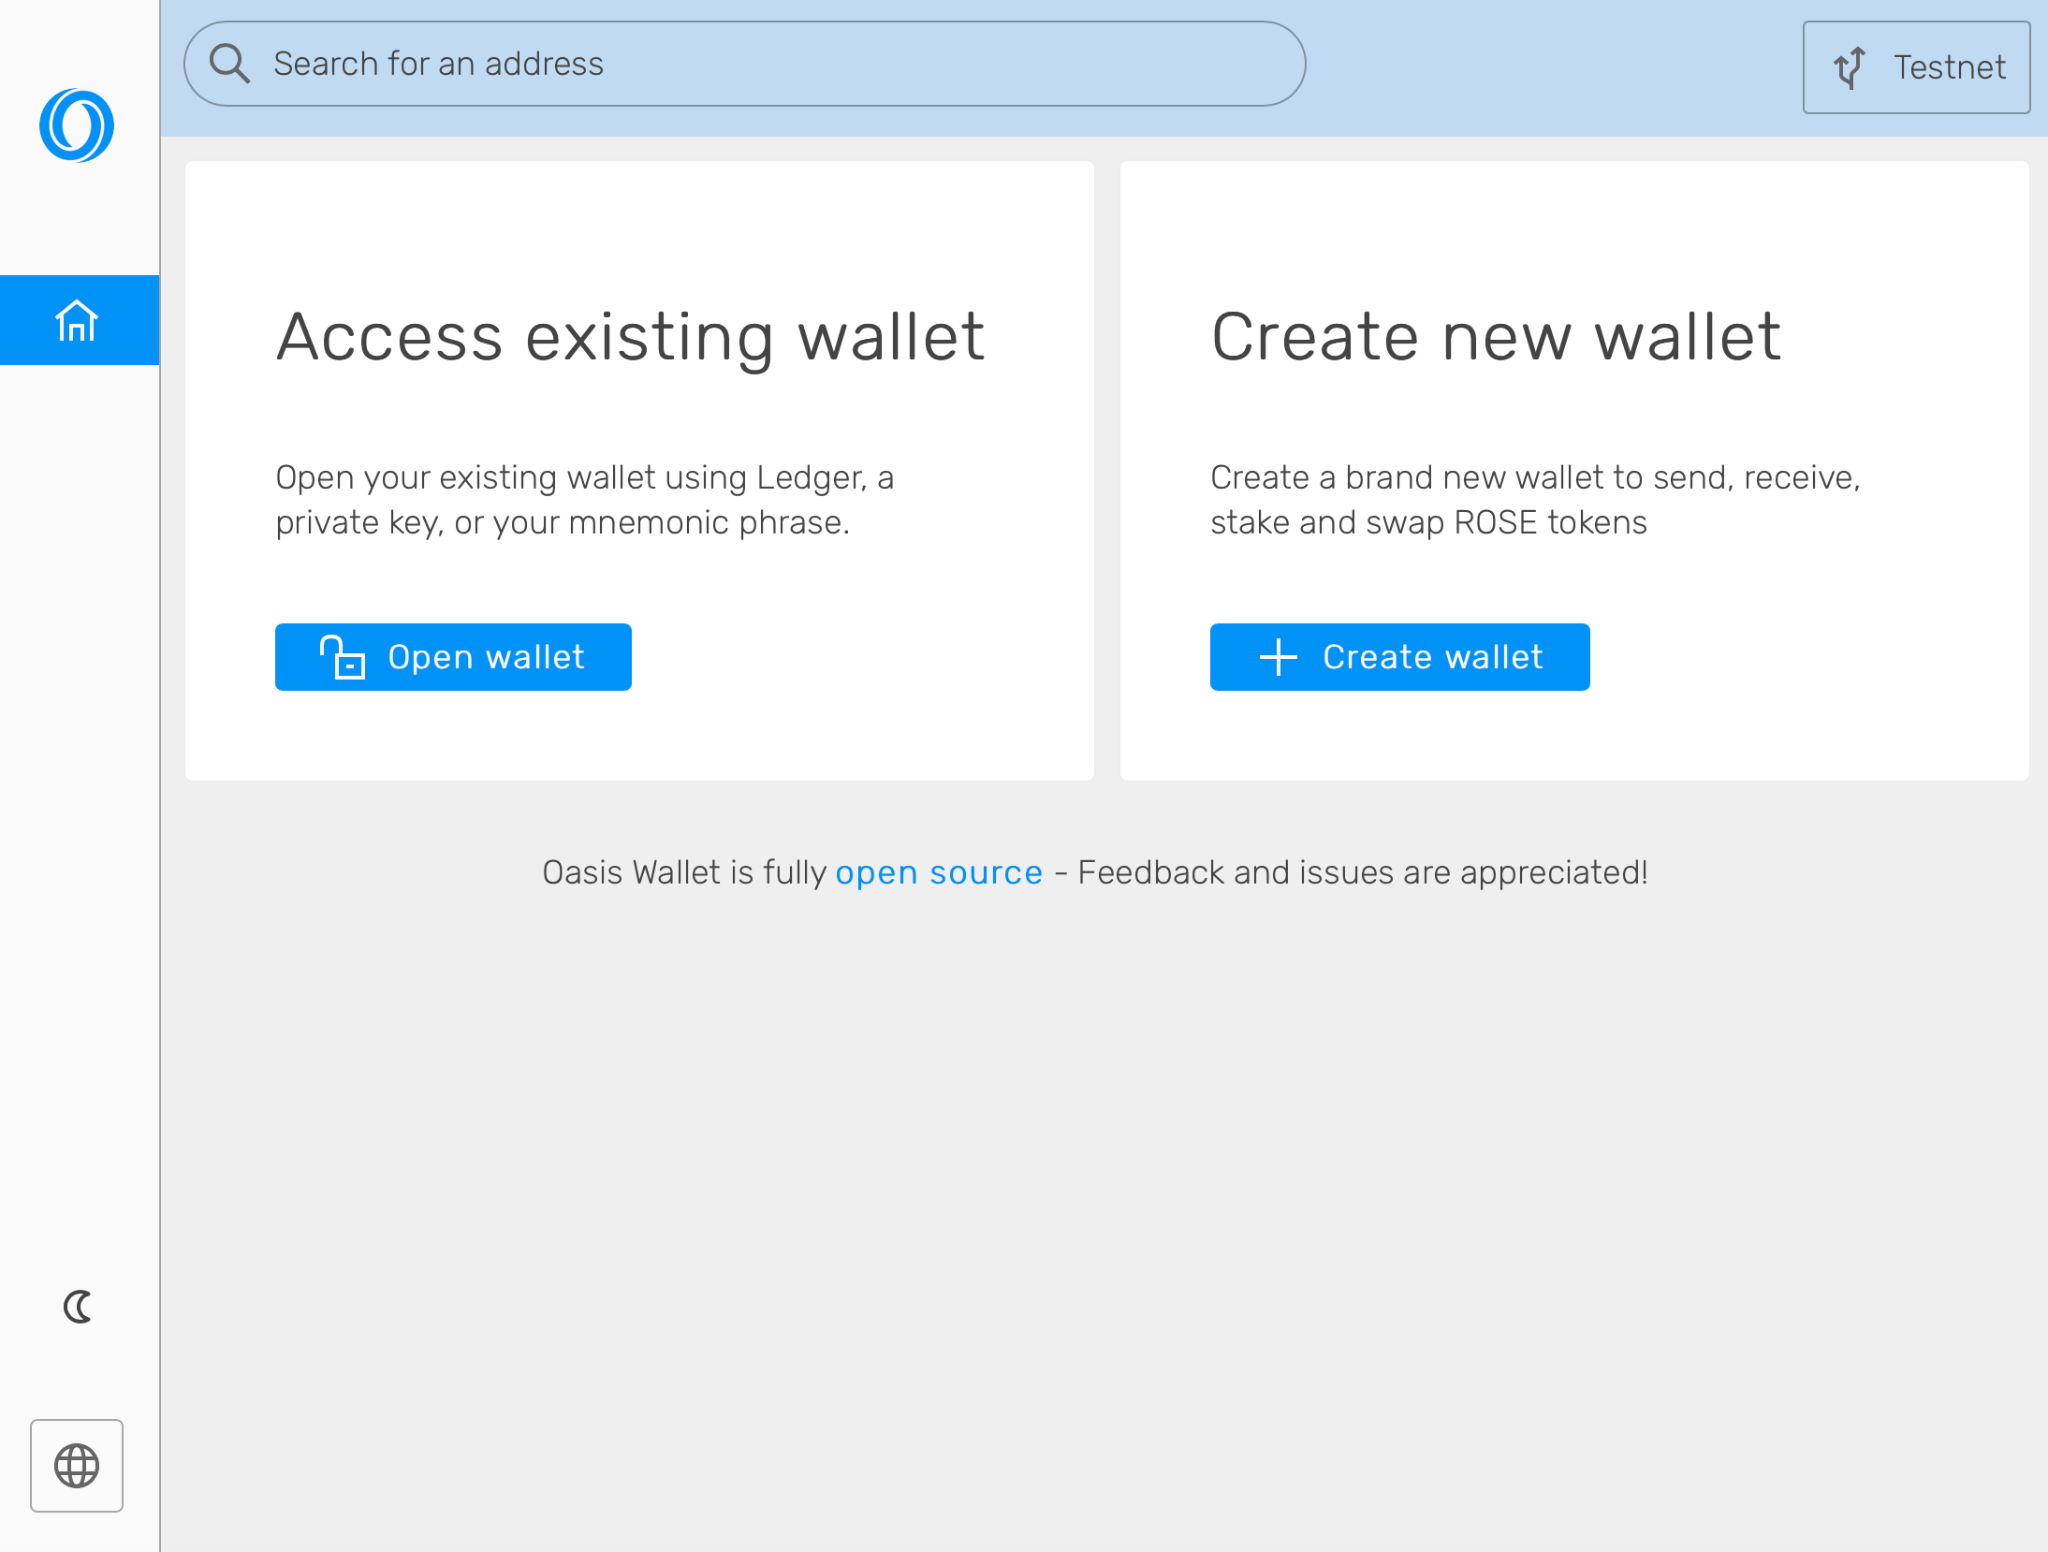 Search for an address
Testnet
Access existing wallet
Open your existing wallet using Ledger, a
private key, or your mnemonic phrase.
Open wallet
Create new wallet
Create a brand new wallet to send, receive,
stake and swap ROSE tokens
Create wallet
Oasis Wallet is fully open source - Feedback and issues are appreciated!